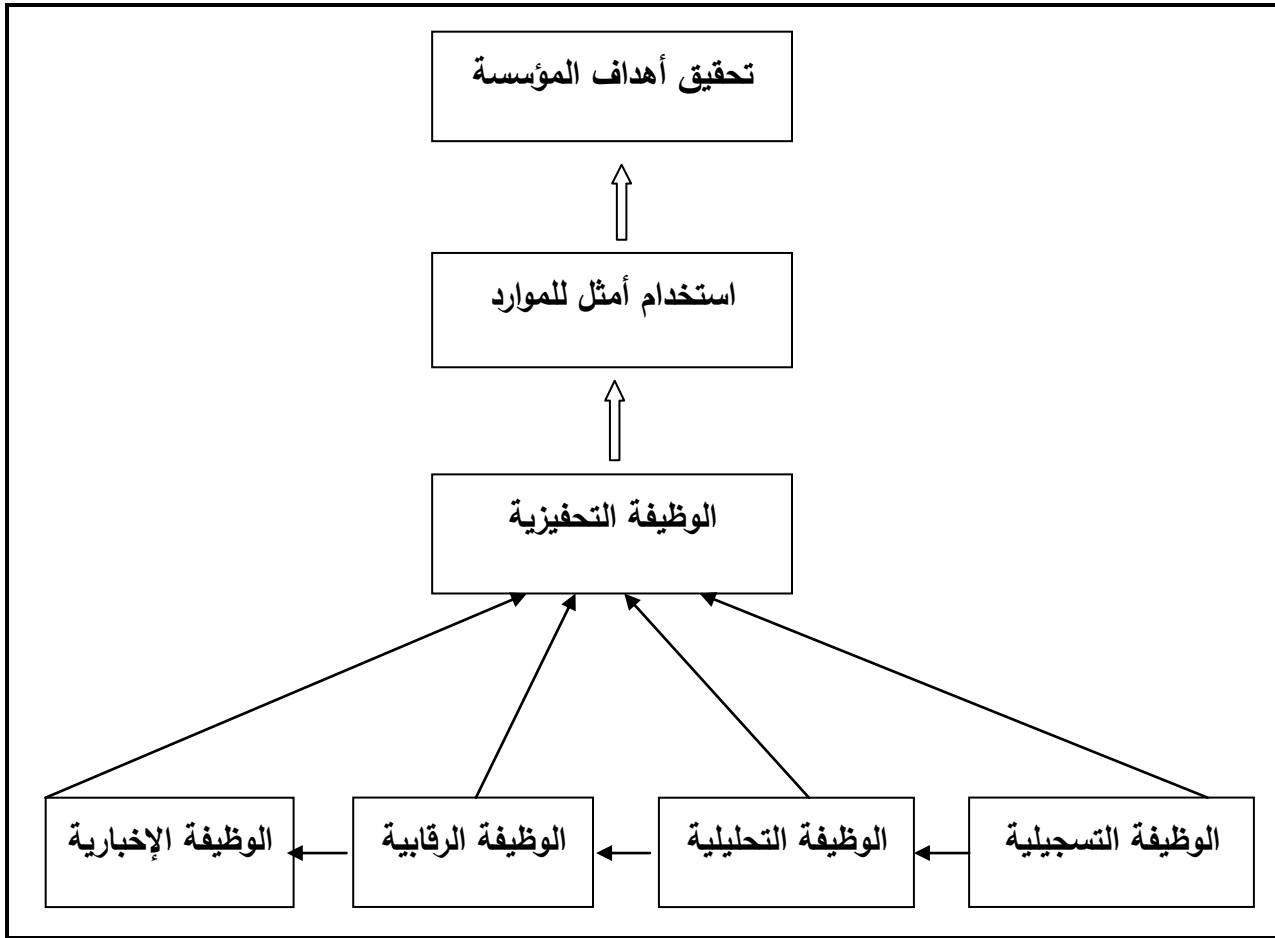 تحقيق أهداف المؤسسة
استخدام أمثل للموارد
الوظيفة التحفيزية
الوظيفة التسجيلية
الوظيفة التحليلية
الوظيفة الرقابية
الوظيفة الإخبارية